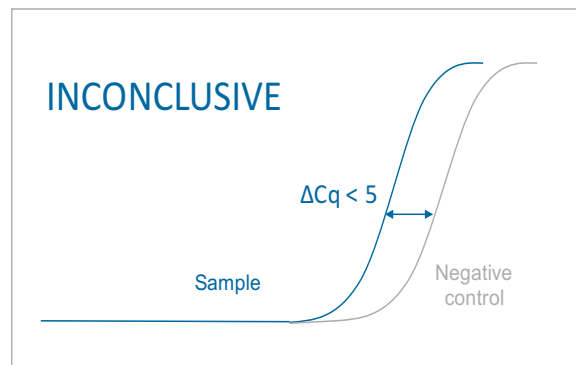 INCONCLUSIVE
ΔCq < 5
Sample
Negative
control